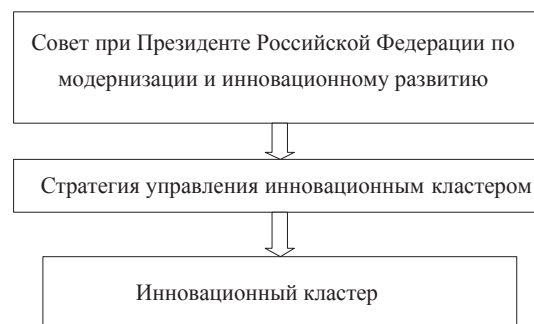 Совет при Президенте Российской Федерации по
модернизации и инновационному развитию
Стратегия управления инновационным кластером
Инновационный кластер